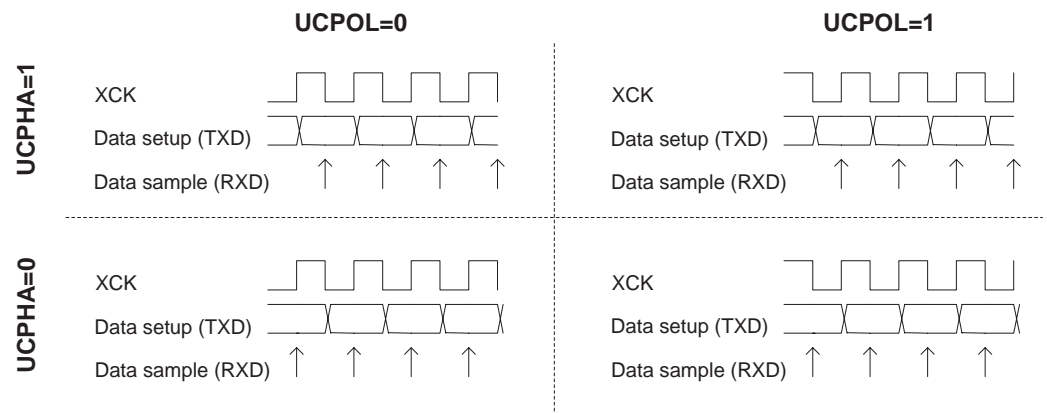 UCPOL=0
UCPOL=1
UCPHA=1
XCK
Data setup (TXD)
Data sample (RXD)
XCK
Data setup (TXD)
Data sample (RXD)
UCPHA=0
XCK
Data setup (TXD)
Data sample (RXD)
XCK
Data setup (TXD)
Data sample (RXD)